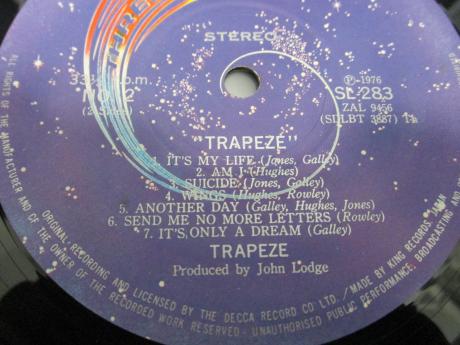 THRE
STEREO
33⅓ r.p.m.
NO. 2
(2 Side)
Ⓟ-1976
SL-283
ZAL 9456
(SDLBT 3887)
"TRAPEZE"
1. IT'S MY LIFE (Jones, Galley)
2. AM I (Hughes)
3. SUICIDE (Jones, Galley)
4. WINGS (Hughes, Rowley)
5. ANOTHER DAY (Galley, Hughes, Jones)
6. SEND ME NO MORE LETTERS (Rowley)
7. IT'S ONLY A DREAM (Galley)
TRAPEZE
Produced by John Lodge
ALL RIGHTS OF THE MANUFACTURER AND OF THE OWNER OF THE RECORDED WORK RESERVED - UNAUTHORISED PUBLIC PERFORMANCE, BROADCASTING AND
ORIGINAL RECORDING AND LICENSED BY THE DECCA RECORD CO LTD. / MADE BY KING RECORDS, JAPAN